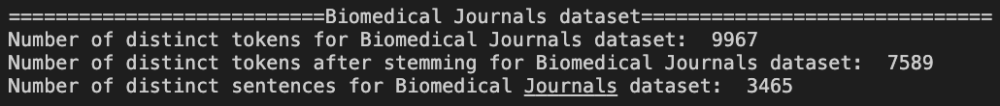 ===========================Biomedical Journals dataset==============================
Number of distinct tokens for Biomedical Journals dataset:  9967
Number of distinct tokens after stemming for Biomedical Journals dataset:  7589
Number of distinct sentences for Biomedical Journals dataset:  3465